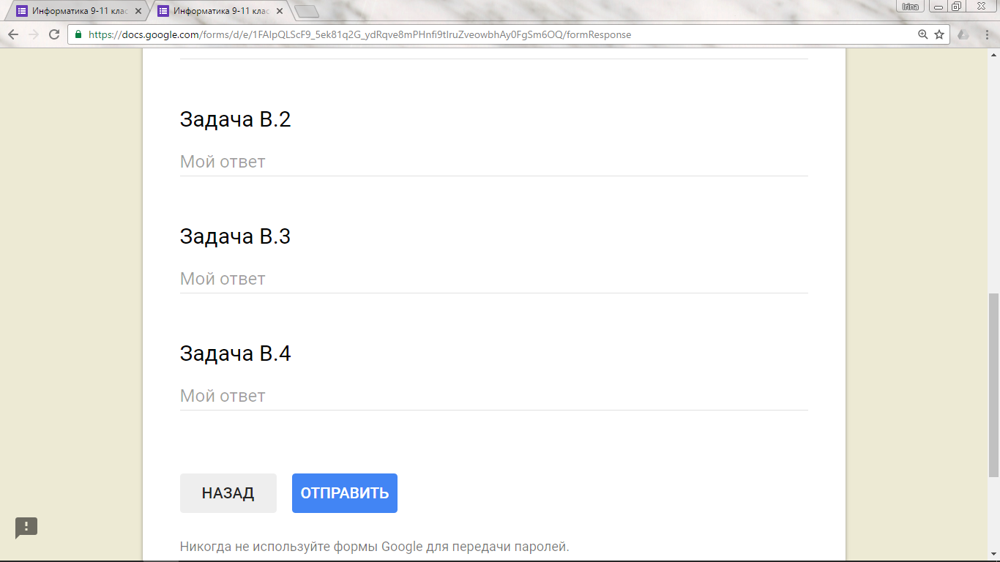 Информатика 9-11 клас
Информатика 9-11 клас
Irina
https://docs.google.com/forms/d/e/1FAIpQLScF9_5ek81q2G_ydRqve8mPHnfi9tIruZveowbhAy0FgSm6OQ/formResponse
Задача В.2
Мой ответ
Задача В.3
Мой ответ
Задача В.4
Мой ответ
НАЗАД ОТПРАВИТЬ
Никогда не используйте формы Google для передачи паролей.